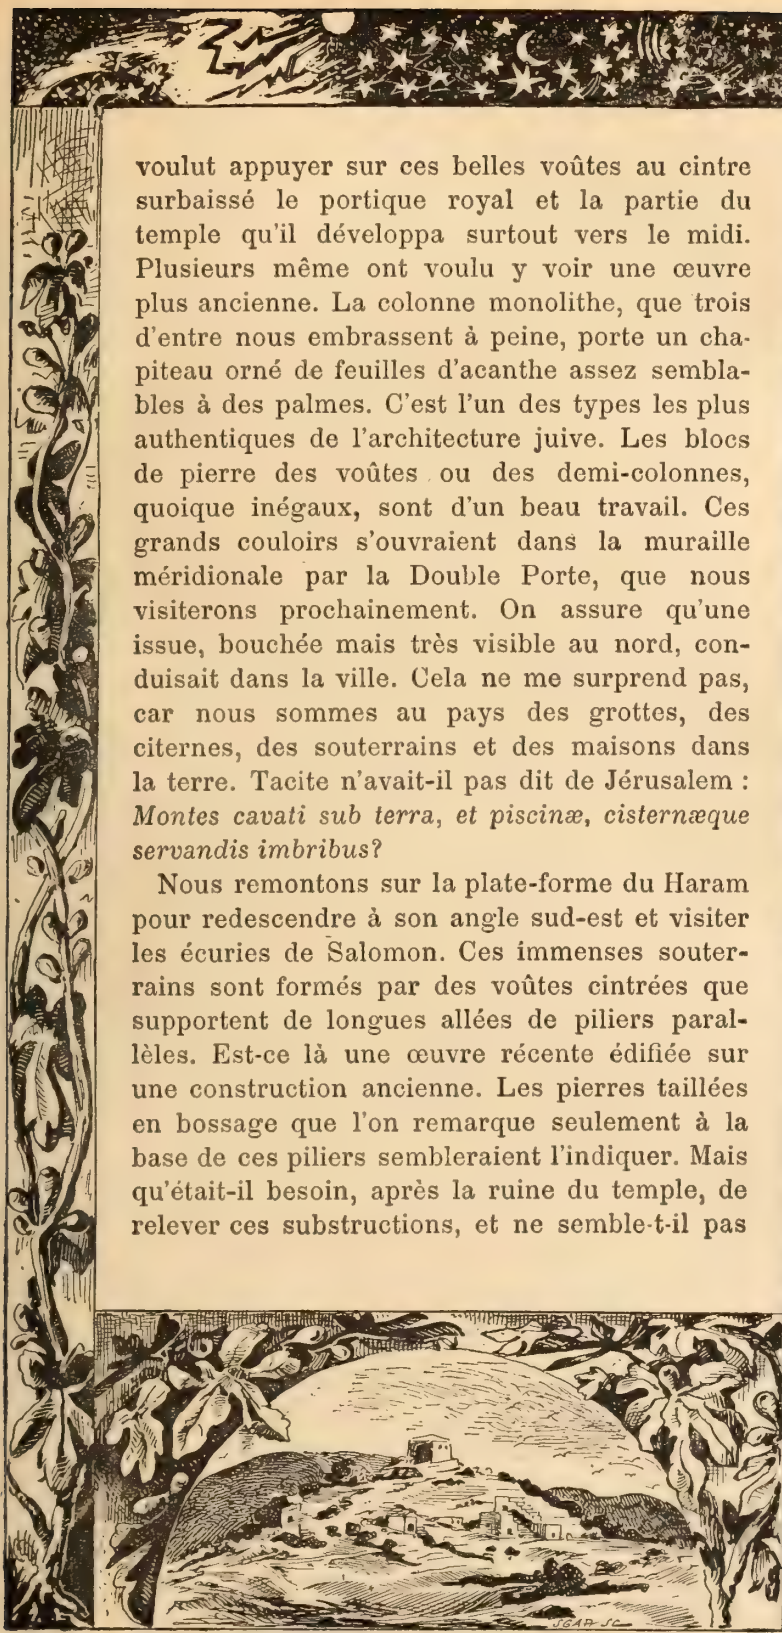 voulut appuyer sur ces belles voûtes au cintre
surbaissé le portique royal et la partie du
temple qu'il développa surtout vers le midi.
Plusieurs même ont voulu y voir une œuvre
plus ancienne. La colonne monolithe, que trois
d'entre nous embrassent à peine, porte un cha-
piteau orné de feuilles d'acanthe assez sembla-
bles à des palmes. C'est l'un des types les plus
authentiques de l'architecture juive. Les blocs
de pierre des voûtes ou des demi-colonnes,
quoique inégaux, sont d'un beau travail. Ces
grands couloirs s'ouvraient dans la muraille
méridionale par la Double Porte, que nous
visiterons prochainement. On assure qu'une
issue, bouchée mais très visible au nord, con-
duisait dans la ville. Cela ne me surprend pas,
car nous sommes au pays des grottes, des
citernes, des souterrains et des maisons dans
la terre. Tacite n'avait-il pas dit de Jérusalem :
Montes cavati sub terra, et piscinæ, cisternæque
servandis imbribus?
Nous remontons sur la plate-forme du Haram
pour redescendre à son angle sud-est et visiter
les écuries de Salomon. Ces immenses souter-
rains sont formés par des voûtes cintrées que
supportent de longues allées de piliers paral-
lèles. Est-ce là une œuvre récente édifiée sur
une construction ancienne. Les pierres taillées
en bossage que l'on remarque seulement à la
base de ces piliers sembleraient l'indiquer. Mais
qu'était-il besoin, après la ruine du temple, de
relever ces substructions, et ne semble-t-il pas